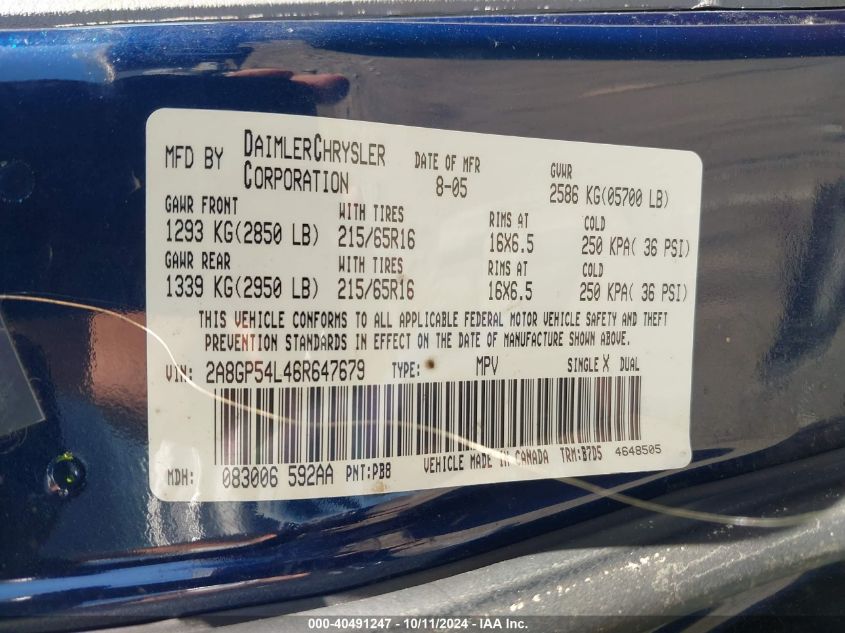 MFD BY DAIMLERCHRYSLER CORPORATION DATE OF MFR 8-05 GVWR 2586 KG(05700 LB)
GAWR FRONT WITH TIRES RIMS AT COLD
1293 KG(2850 LB) 215/65R16 16X6.5 250 KPA( 36 PSI)
GAWR REAR WITH TIRES RIMS AT COLD
1339 KG(2950 LB) 215/65R16 16X6.5 250 KPA( 36 PSI)
THIS VEHICLE CONFORMS TO ALL APPLICABLE FEDERAL MOTOR VEHICLE SAFETY AND THEFT
PREVENTION STANDARDS IN EFFECT ON THE DATE OF MANUFACTURE SHOWN ABOVE.
VIN: 2A8GP54L46R647679 TYPE: MPV SINGLE X DUAL
MDH: 083006 592AA PNT:PB8 VEHICLE MADE IN CANADA TRM:B7D5 4648505
000-40491247 - 10/11/2024 - IAA, Inc.